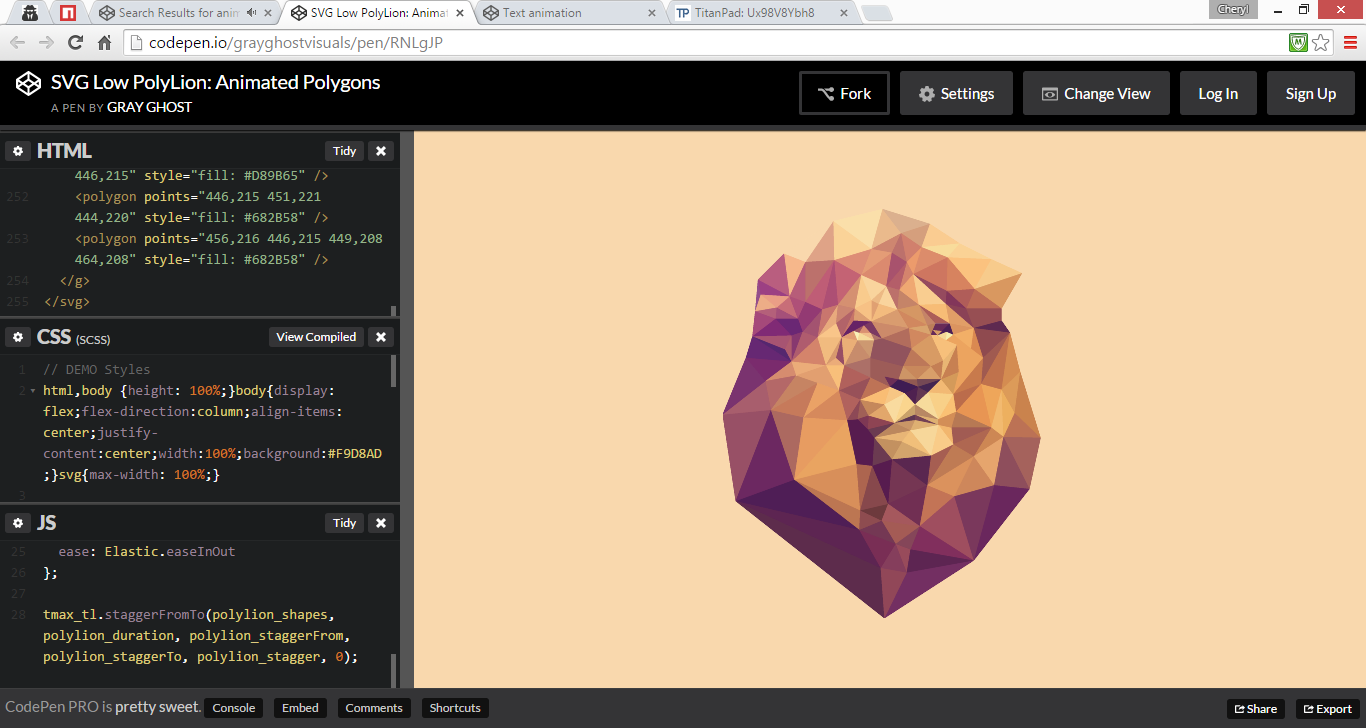 Search Results for anim
SVG Low PolyLion: Animat
Text animation
TitanPad: Ux98V8Ybh8
Cheryl
codepen.io/grayghostvisuals/pen/RNLgJP
SVG Low PolyLion: Animated Polygons
A PEN BY GRAY GHOST
Fork
Settings
Change View
Log In
Sign Up
HTML
Tidy
446,215" style="fill: #D89B65" />
252 <polygon points="446,215 451,221
444,220" style="fill: #682B58" />
253 <polygon points="456,216 446,215 449,208
464,208" style="fill: #682B58" />
254 </g>
255 </svg>
CSS (SCSS)
View Compiled
1 // DEMO Styles
2 html,body {height: 100%;}body{display:
flex;flex-direction:column;align-items:
center;justify-
content:center;width:100%;background:#F9D8AD
;}svg{max-width: 100%;}
3
JS
Tidy
25 ease: Elastic.easeInOut
26 };
27
28 tmax_tl.staggerFromTo(polylion_shapes,
polylion_duration, polylion_staggerFrom,
polylion_staggerTo, polylion_stagger, 0);
CodePen PRO is pretty sweet.
Console
Embed
Comments
Shortcuts
Share
Export